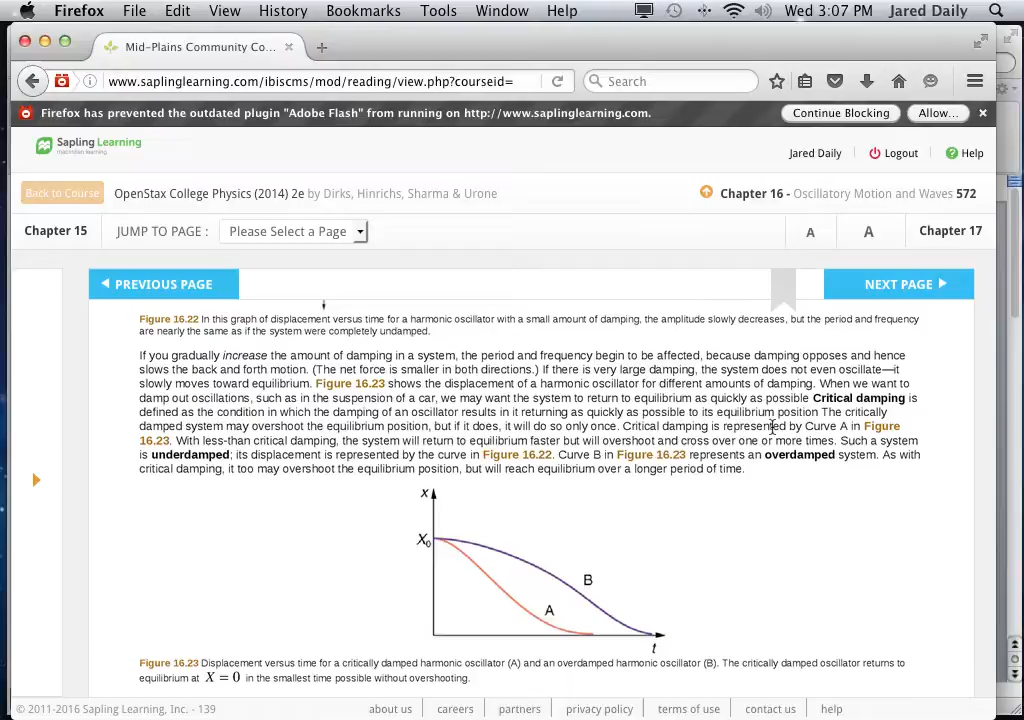 Firefox File Edit View History Bookmarks Tools Window Help Wed 3:07 PM Jared Daily
Mid-Plains Community Co...
www.saplinglearning.com/ibiscms/mod/reading/view.php?courseid= Search
Firefox has prevented the outdated plugin "Adobe Flash" from running on http://www.saplinglearning.com. Continue Blocking Allow...
Sapling Learning
macmillan learning
Jared Daily Logout Help
Back to Course OpenStax College Physics (2014) 2e by Dirks, Hinrichs, Sharma & Urone Chapter 16 - Oscillatory Motion and Waves 572
Chapter 15 JUMP TO PAGE : Please Select a Page A A Chapter 17
PREVIOUS PAGE NEXT PAGE
Figure 16.22 In this graph of displacement versus time for a harmonic oscillator with a small amount of damping, the amplitude slowly decreases, but the period and frequency
are nearly the same as if the system were completely undamped.
If you gradually increase the amount of damping in a system, the period and frequency begin to be affected, because damping opposes and hence
slows the back and forth motion. (The net force is smaller in both directions.) If there is very large damping, the system does not even oscillate—it
slowly moves toward equilibrium. Figure 16.23 shows the displacement of a harmonic oscillator for different amounts of damping. When we want to
damp out oscillations, such as in the suspension of a car, we may want the system to return to equilibrium as quickly as possible Critical damping is
defined as the condition in which the damping of an oscillator results in it returning as quickly as possible to its equilibrium position The critically
damped system may overshoot the equilibrium position, but if it does, it will do so only once. Critical damping is represented by Curve A in Figure
16.23. With less-than critical damping, the system will return to equilibrium faster but will overshoot and cross over one or more times. Such a system
is underdamped; its displacement is represented by the curve in Figure 16.22. Curve B in Figure 16.23 represents an overdamped system. As with
critical damping, it too may overshoot the equilibrium position, but will reach equilibrium over a longer period of time.
x
X₀
B
A
t
Figure 16.23 Displacement versus time for a critically damped harmonic oscillator (A) and an overdamped harmonic oscillator (B). The critically damped oscillator returns to
equilibrium at X = 0 in the smallest time possible without overshooting.
© 2011-2016 Sapling Learning, Inc. - 139 about us careers partners privacy policy terms of use contact us help